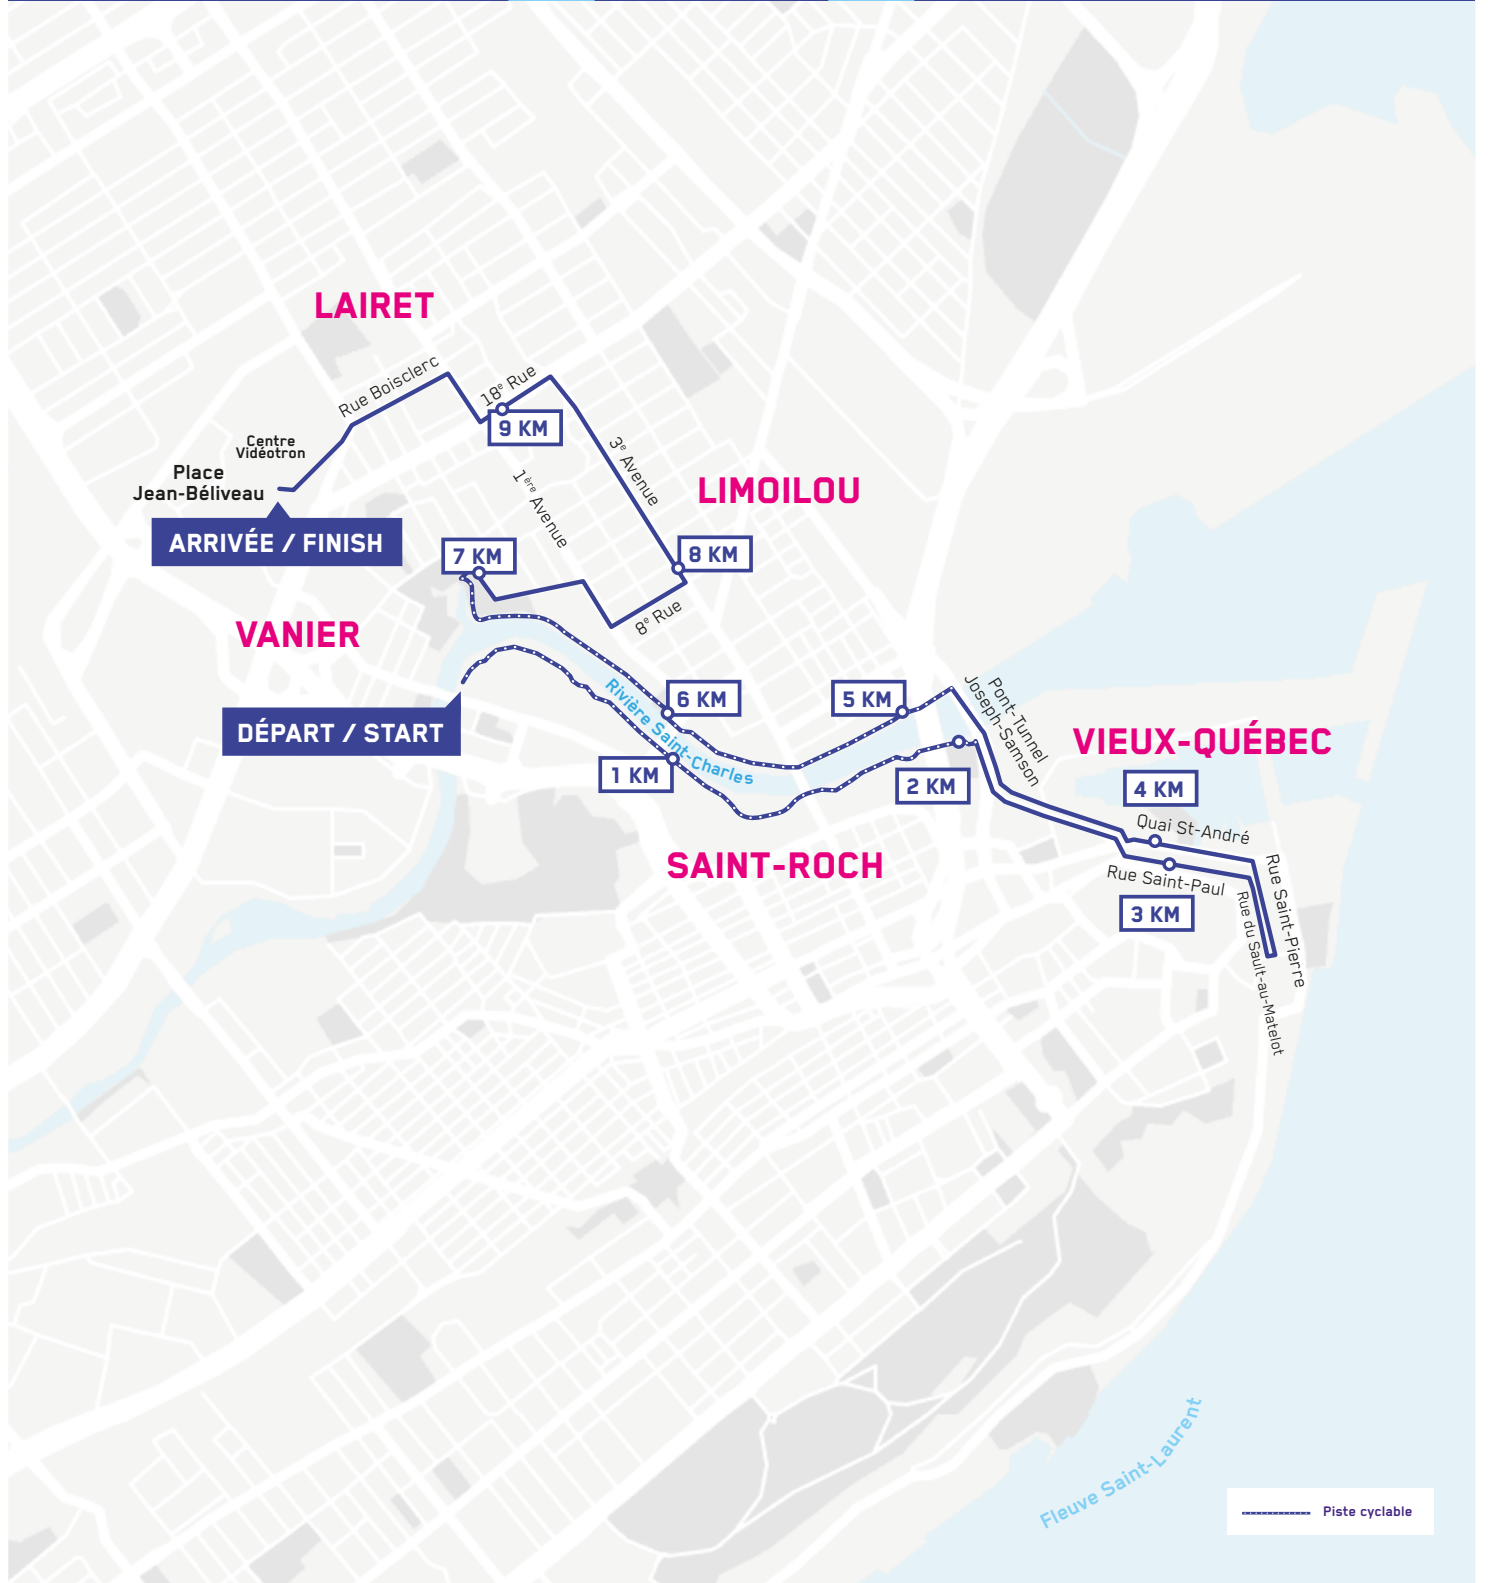 LAIRET
Rue Boisclerc
18e Rue
9 KM
Centre
Vidéotron
Place
Jean-Béliveau
ARRIVÉE / FINISH
3e Avenue
1ère Avenue
LIMOILOU
7 KM
8 KM
8e Rue
VANIER
DÉPART / START
6 KM
5 KM
Rivière Saint-Charles
1 KM
2 KM
Pont-Tunnel
Joseph-Samson
VIEUX-QUÉBEC
4 KM
Quai St-André
SAINT-ROCH
Rue Saint-Paul
3 KM
Rue Saint-Pierre
Rue du Sault-au-Matelot
Fleuve Saint-Laurent
Piste cyclable